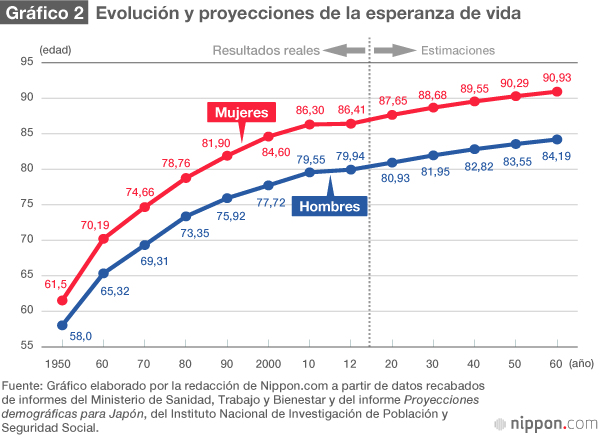 Gráfico 2 Evolución y proyecciones de la esperanza de vida
(edad) Resultados reales Estimaciones
95
90
85
80
75
70
65
60
55
Mujeres
61,5 70,19 74,66 78,76 81,90 84,60 86,30 86,41 87,65 88,68 89,55 90,29 90,93
Hombres
58,0 65,32 69,31 73,35 75,92 77,72 79,55 79,94 80,93 81,95 82,82 83,55 84,19
1950 60 70 80 90 2000 10 12 20 30 40 50 60 (año)
Fuente: Gráfico elaborado por la redacción de Nippon.com a partir de datos recabados
de informes del Ministerio de Sanidad, Trabajo y Bienestar y del informe Proyecciones
demográficas para Japón, del Instituto Nacional de Investigación de Población y
Seguridad Social.
nippon.com